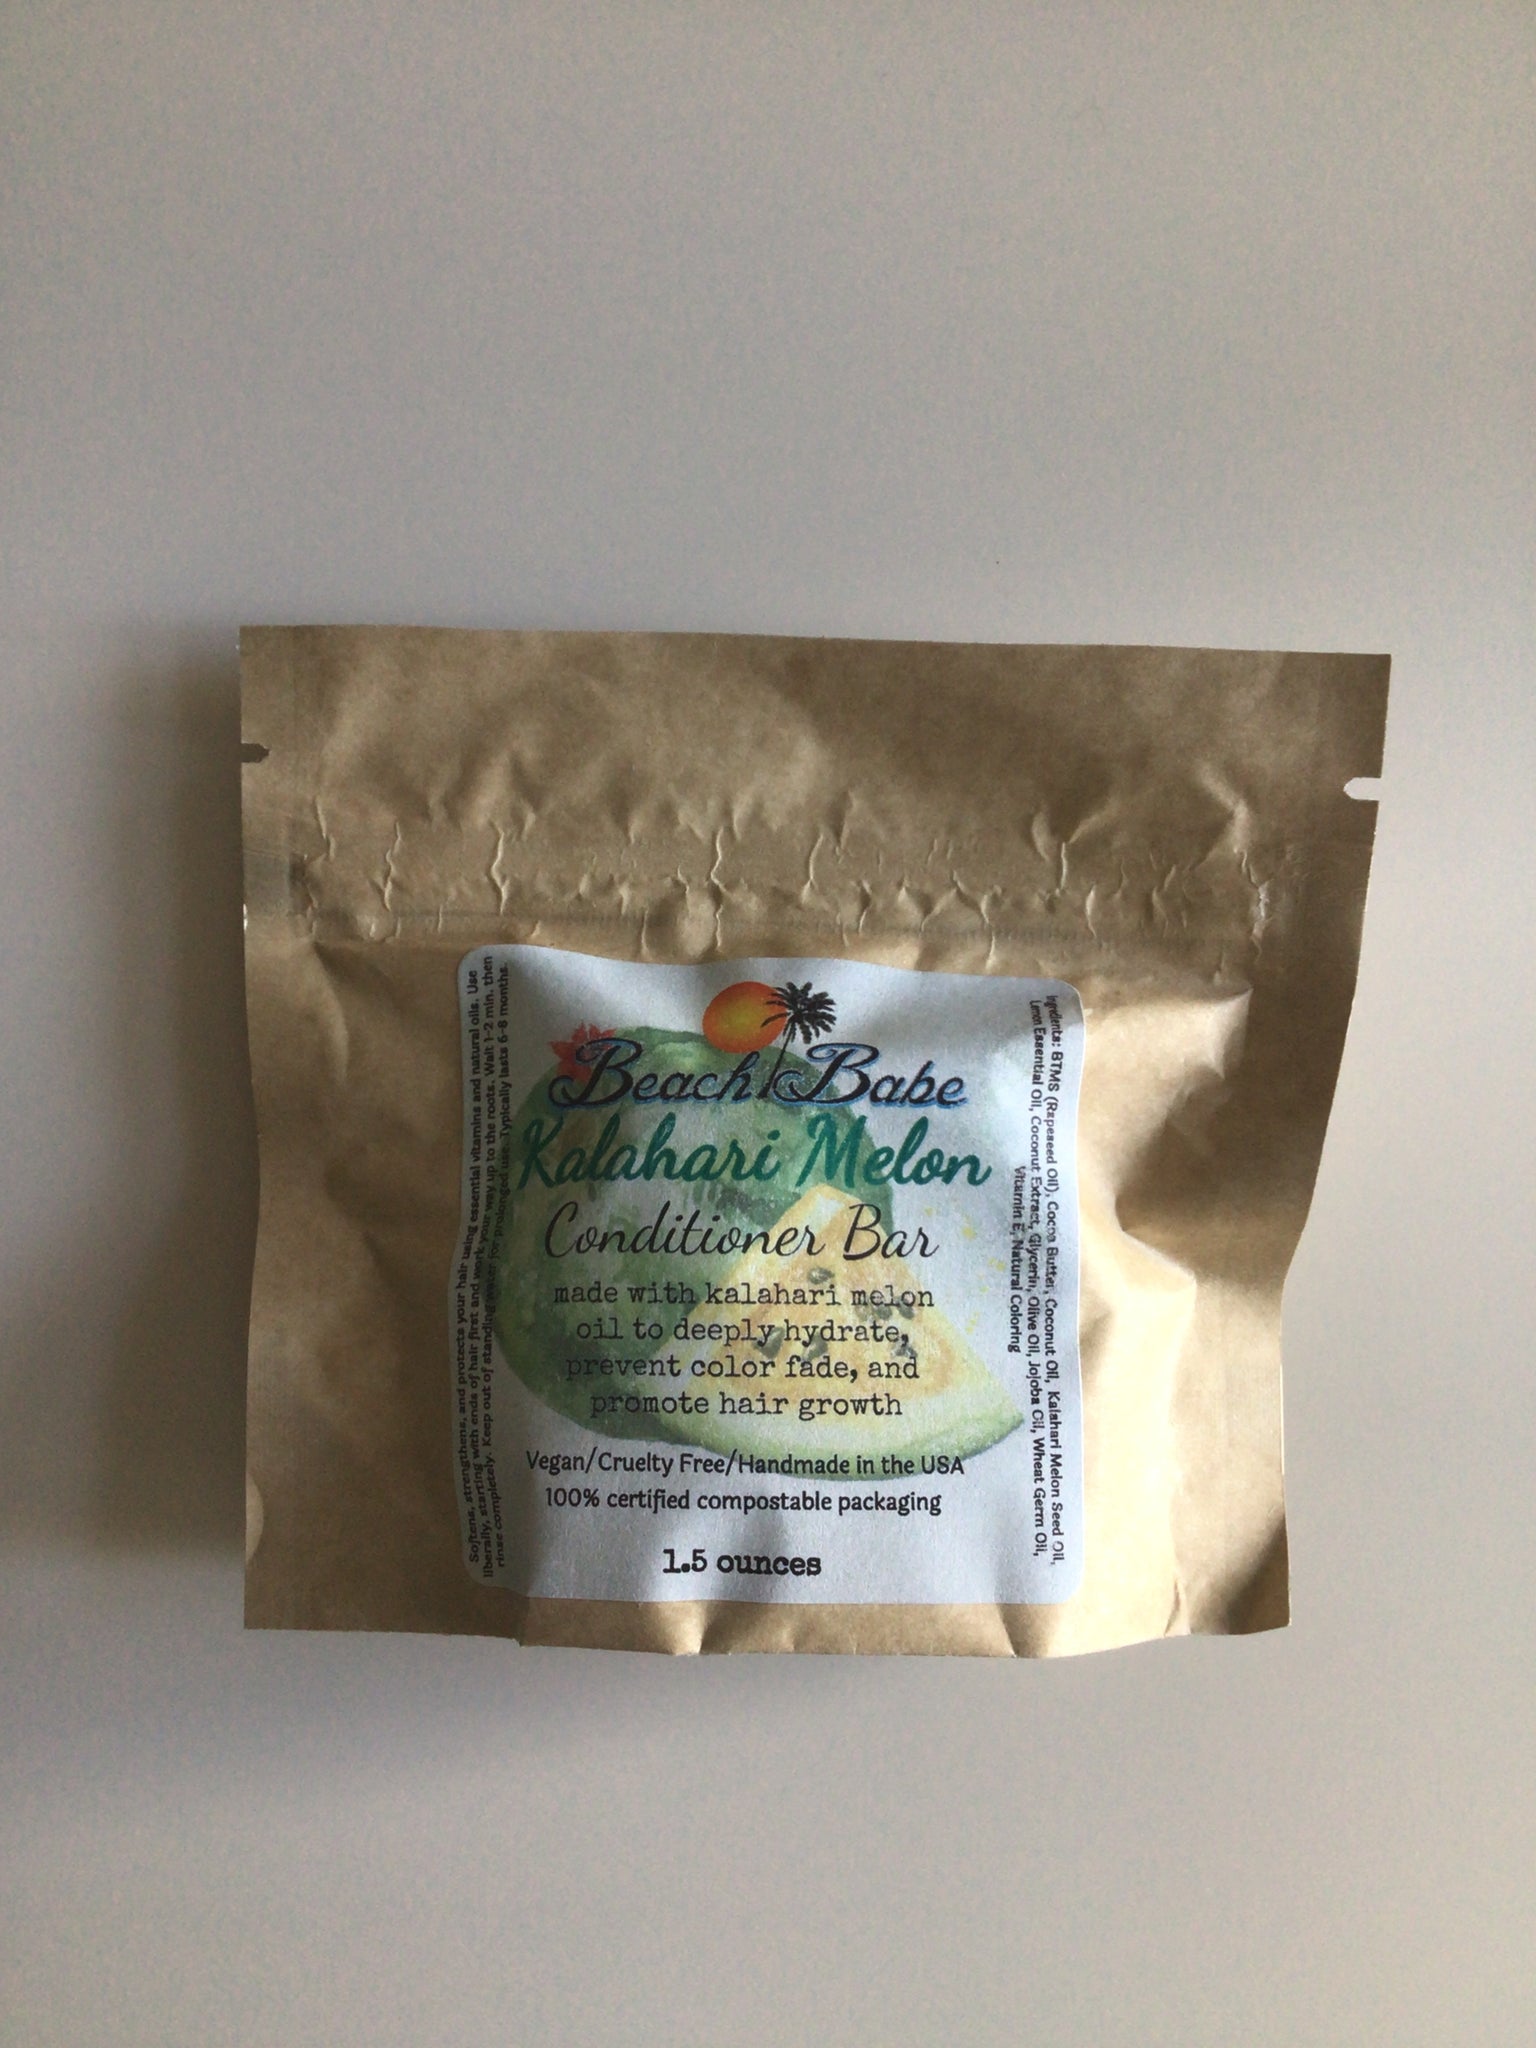 Beach Babe
Kalahari Melon
Conditioner Bar
made with kalahari melon
oil to deeply hydrate,
prevent color fade, and
promote hair growth
Vegan/Cruelty Free/Handmade in the USA
100% certified compostable packaging
1.5 ounces
Softens, strengthens, and protects your hair using essential vitamins and natural oils. Use
liberally, starting with ends of hair first and work your way up to the roots. Wait 1-2 min. then
rinse completely. Keep out of standing water for prolonged use. Typically lasts 6-8 months.
Ingredients: BTMS (Rapeseed Oil), Cocoa Butter, Coconut Oil, Kalahari Melon Seed Oil,
Lemon Essential Oil, Coconut Extract, Glycerin, Olive Oil, Jojoba Oil, Wheat Germ Oil,
Vitamin E, Natural Coloring